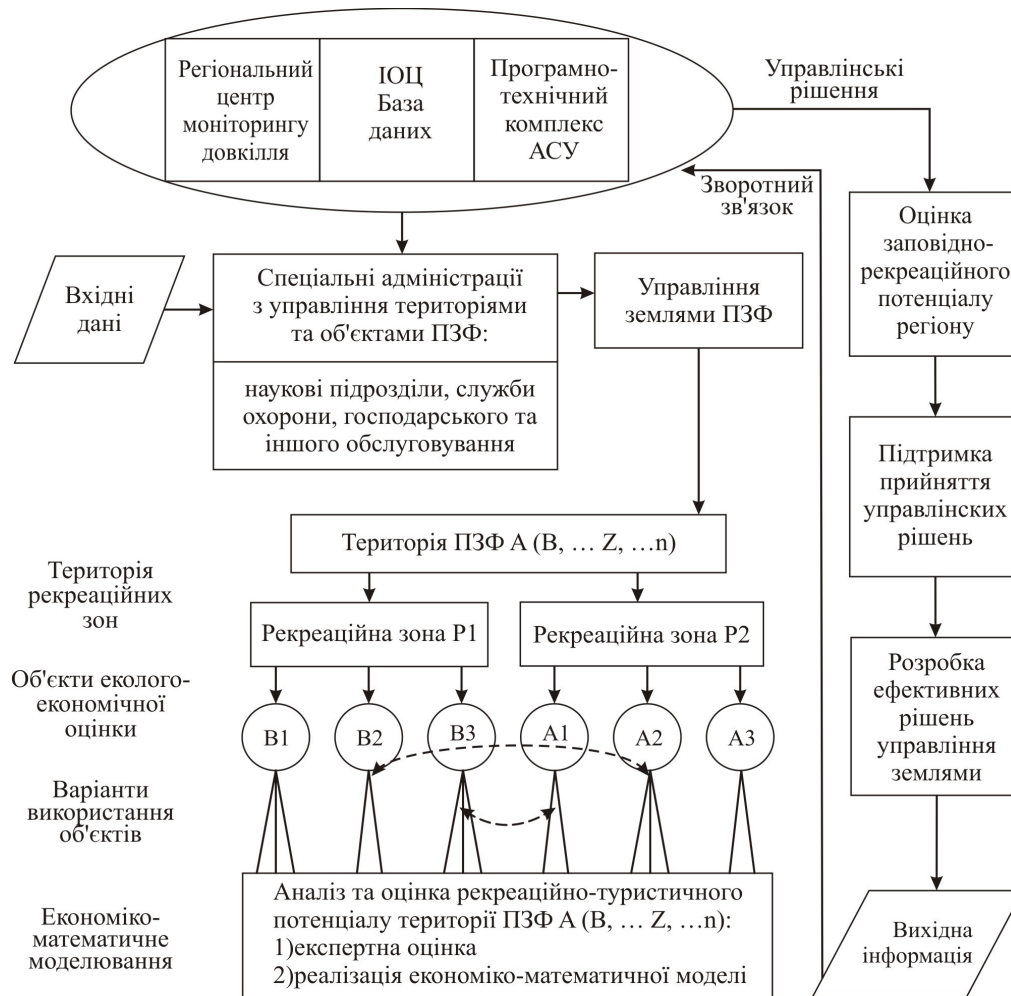 Регіональний
центр
моніторингу
довкілля
ІОЦ
База
даних
Програмно-
технічний
комплекс
АСУ
Управлінські
рішення
Зворотний
зв'язок
Оцінка
заповідно-
рекреаційного
потенціалу
регіону
Вхідні
дані
Спеціальні адміністрації
з управління територіями
та об'єктами ПЗФ:
наукові підрозділи, служби
охорони, господарського та
іншого обслуговування
Управління
землями ПЗФ
Підтримка
прийняття
управлінских
рішень
Територія ПЗФ А (В, ... Z, ...n)
Територія
рекреаційних
зон
Рекреаційна зона Р1
Рекреаційна зона Р2
Розробка
ефективних
рішень
управління
землями
Об'єкти еколого-
економічної
оцінки
В1
В2
В3
А1
А2
А3
Варіанти
використання
об'єктів
Економіко-
математичне
моделювання
Аналіз та оцінка рекреаційно-туристичного
потенціалу території ПЗФ А (В, ... Z, ...n):
1)експертна оцінка
2)реалізація економіко-математичної моделі
Вихідна
інформація